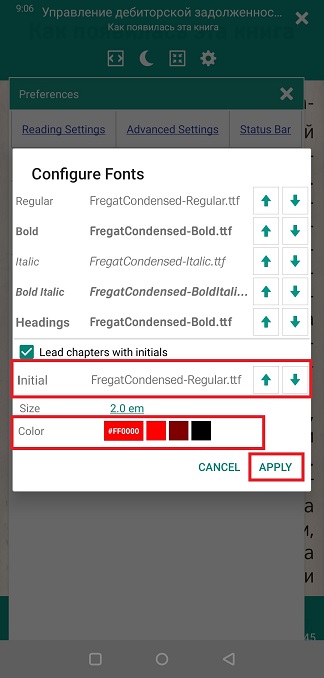 9:06 Управление дебиторской задолженнос...
Как появилась эта книга
Preferences
Reading Settings Advanced Settings Status Bar
Configure Fonts
Regular FregatCondensed-Regular.ttf
Bold FregatCondensed-Bold.ttf
Italic FregatCondensed-Italic.ttf
Bold Italic FregatCondensed-BoldItali...
Headings FregatCondensed-Bold.ttf
Lead chapters with initials
Initial FregatCondensed-Regular.ttf
Size 2.0 em
Color #FF0000
CANCEL APPLY